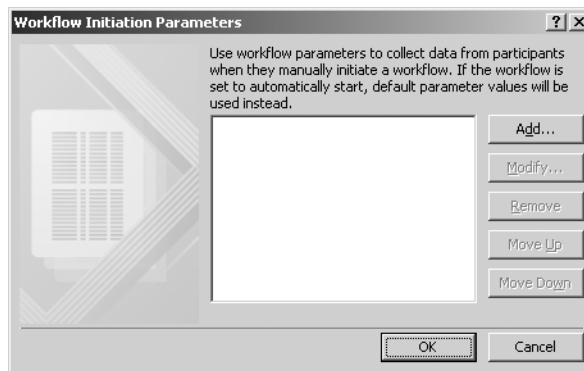 Workflow Initiation Parameters
Use workflow parameters to collect data from participants
when they manually initiate a workflow. If the workflow is
set to automatically start, default parameter values will be
used instead.
Add...
Modify...
Remove
Move Up
Move Down
OK
Cancel